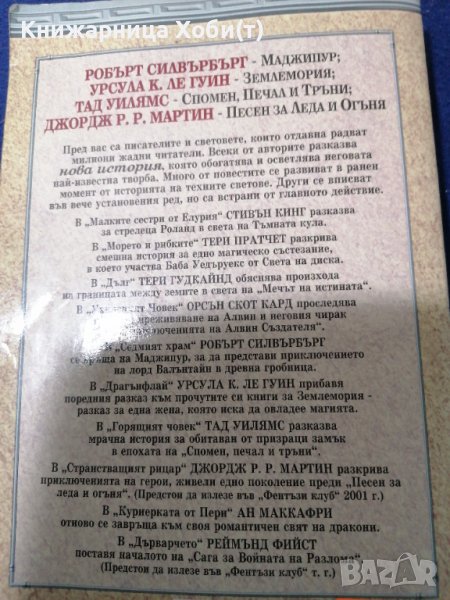 Книжарница Хоби(т)
РОБЪРТ СИЛВЪРБЪРГ - МАДЖИПУР;
УРСУЛА К. ЛЕ ГУИН - ЗЕМЛЕМОРИЯ;
ТАД УИЛЯМС - СПОМЕН, ПЕЧАЛ И ТРЪНИ;
ДЖОРДЖ Р. Р. МАРТИН - ПЕСЕН ЗА ЛЕДА И ОГЪНЯ
Пред вас са писателите и световете, които отдавна радват
милиони жадни читатели. Всеки от авторите разказва
нова история, която обогатява и осветлява неговата
най-известна творба. Много от повестите се развиват в ранен
момент от историята на техните светове. Други се вписват
във вече установения ред, но са встрани от главното действие.
В „Малките сестри от Елурия“ СТИВЪН КИНГ разказва
за стрелеца Роланд в света на Тъмната кула.
В „Морето и рибките“ ТЕРИ ПРАТЧЕТ разкрива
смешна история за едно магическо състезание,
в което участва Баба Уедъруекс от Света на диска.
В „Дълг“ ТЕРИ ГУДКАЙНД обяснява произхода
на границата между земите в света на „Мечът на истината“.
В Човек“ ОРСЪН СКОТ КАРД проследява
преживяване на Алвин и неговия чирак
приключенията на Алвин Създателя“.
В „Седмият храм“ РОБЪРТ СИЛВЪРБЪРГ
се връща на Маджипур, за да представи приключението
на лорд Валънтайн в древна гробница.
В „Драгънфлай“ УРСУЛА К. ЛЕ ГУИН прибавя
поредния разказ към прочутите си книги за Землемория -
разказ за една жена, която иска да овладее магията.
В „Горящият човек“ ТАД УИЛЯМС разказва
мрачна история за обитаван от призраци замък
в епохата на „Спомен, печал и тръни“.
В „Странстващият рицар“ ДЖОРДЖ Р. Р. МАРТИН разкрива
приключенията на герои, живели едно поколение преди „Песен за
леда и огъня“. (Предстои да излезе във „Фентъзи клуб“ 2001 г.)
В „Куриерката от Перн“ АН МАККАФРИ
отново се завръща към своя романтичен свят на дракони.
В „Дърварчето“ РЕЙМЪНД ФИЙСТ
поставя началото на „Сага за Войната на Разлома“.
(Предстои да излезе във „Фентъзи клуб“ т. г.)
bazar